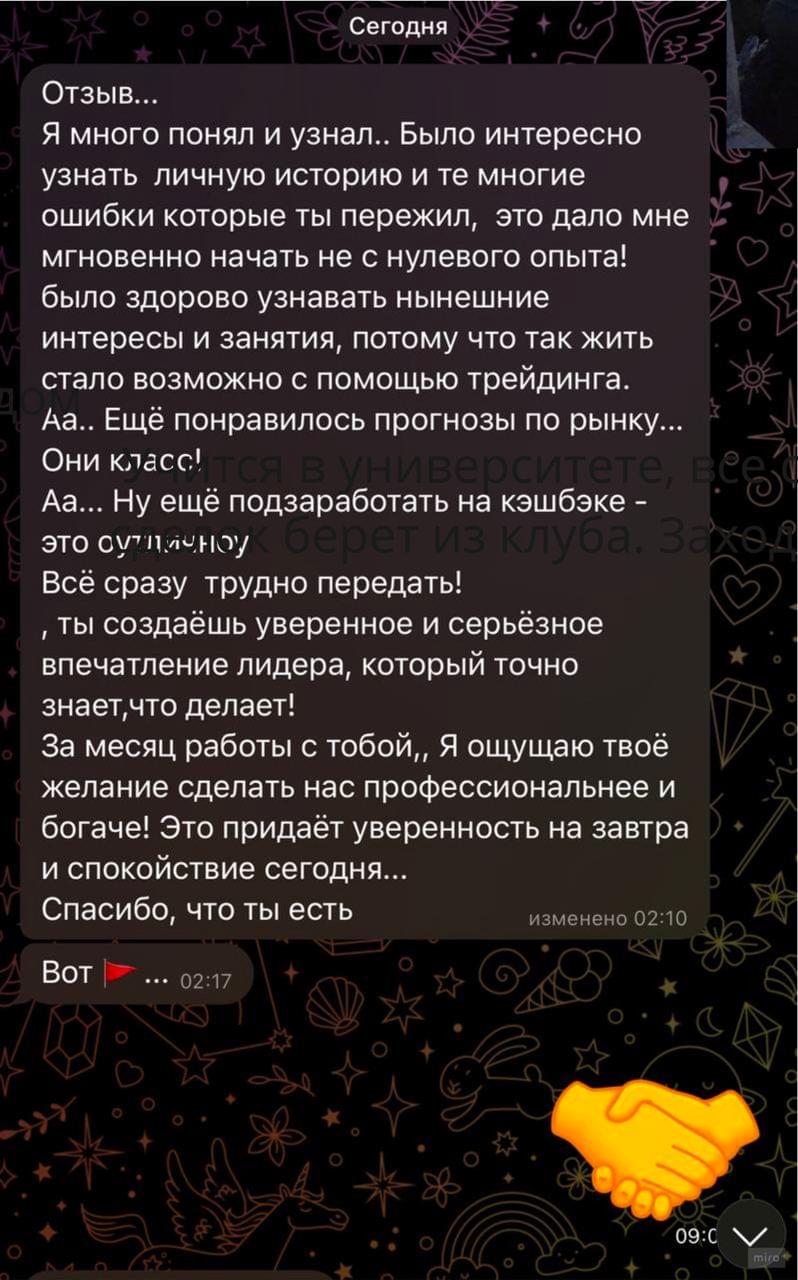 Сегодня
Отзыв...
Я много понял и узнал.. Было интересно
узнать личную историю и те многие
ошибки которые ты пережил, это дало мне
мгновенно начать не с нулевого опыта!
было здорово узнавать нынешние
интересы и занятия, потому что так жить
стало возможно с помощью трейдинга.
дом
Аа.. Ещё понравилось прогнозы по рынку...
Они класс!
Учится в университете, все
Аа... Ну ещё подзаработать на кэшбэке -
это
сделок берет из клуба. Заход
Всё сразу трудно передать!
, ты создаёшь уверенное и серьёзное
впечатление лидера, который точно
знает,что делает!
За месяц работы с тобой,, Я ощущаю твоё
желание сделать нас профессиональнее и
богаче! Это придаёт уверенность на завтра
и спокойствие сегодня...
Спасибо, что ты есть
изменено 02:10
Вот 🚩... 02:17
09:0
miro